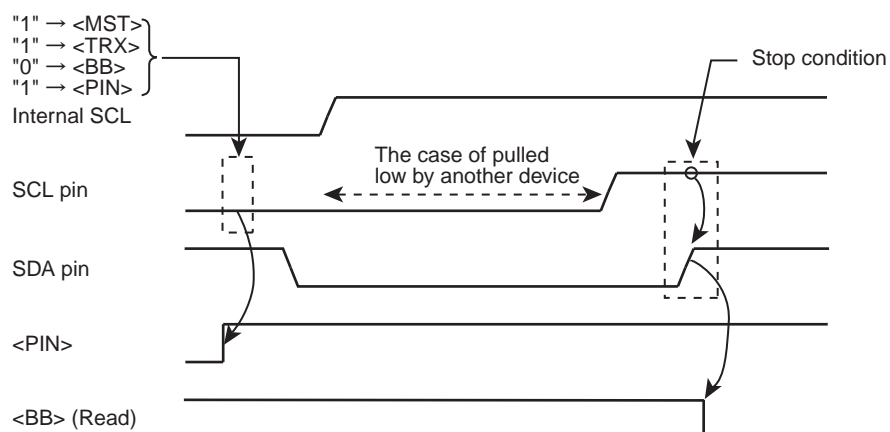 "1" → <MST>
"1" → <TRX>
"0" → <BB>
"1" → <PIN>
Stop condition
Internal SCL
The case of pulled
low by another device
SCL pin
SDA pin
<PIN>
<BB> (Read)